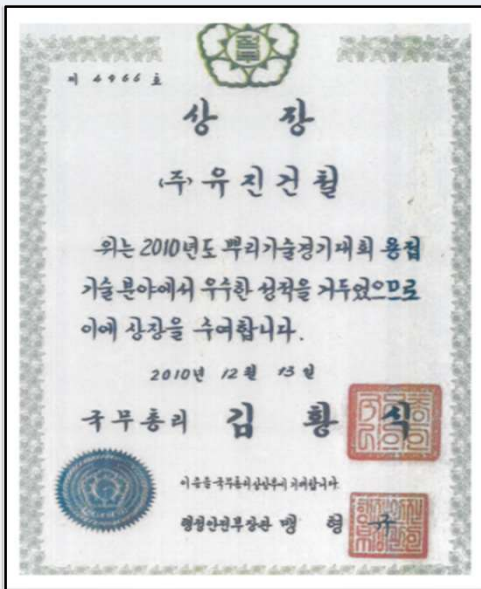 제 4966 호
상 장
(주) 유진건철
위는 2010년도 뿌리기술경기대회 용접
기술분야에서 우수한 성적을 거두었으므로
이에 상장을 수여합니다.
2010년 12월 13일
국무총리 김 황 식
이 증을 국무총리상장부에 기재합니다.
행정안전부장관 맹 형 규